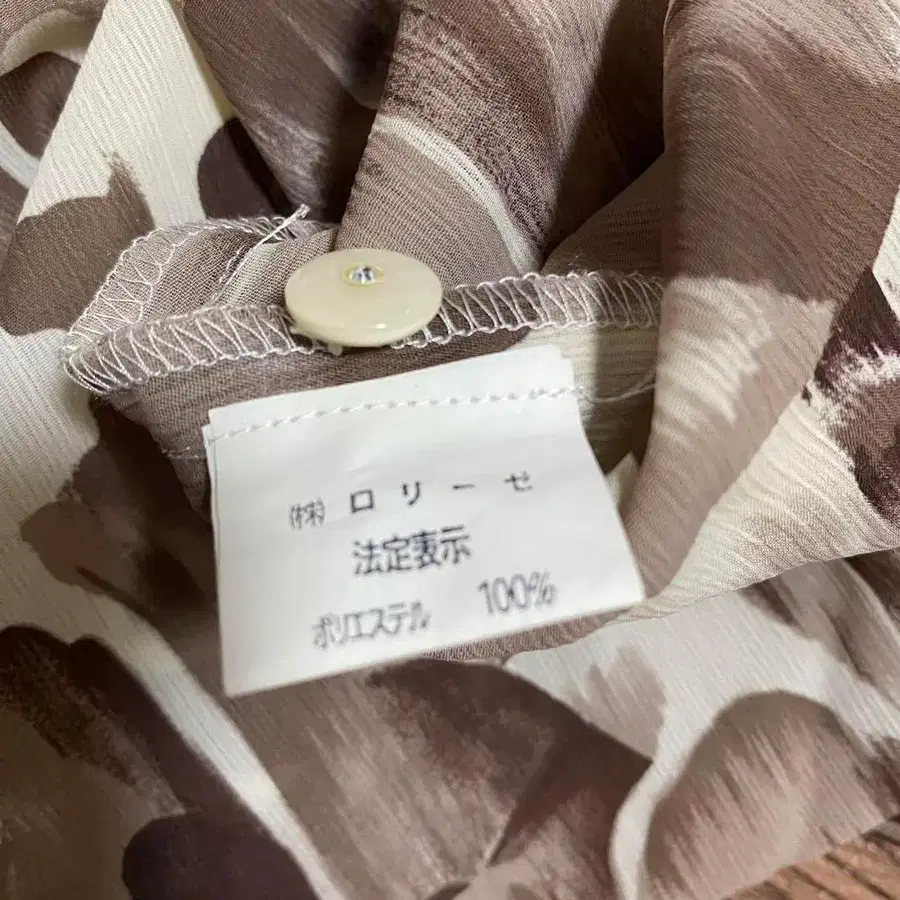 ㈱ ロリーゼ
法定表示
ポリエステル 100%